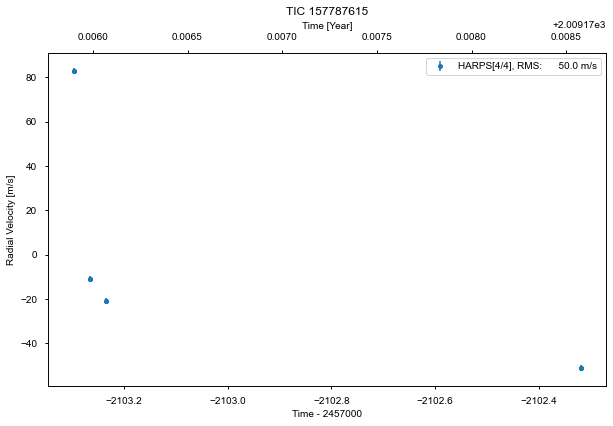 TIC 157787615
Time [Year]
+2.00917e3
0.0060 0.0065 0.0070 0.0075 0.0080 0.0085
HARPS[4/4], RMS: 50.0 m/s
80
60
40
20
0
−20
−40
Radial Velocity [m/s]
−2103.2 −2103.0 −2102.8 −2102.6 −2102.4
Time - 2457000